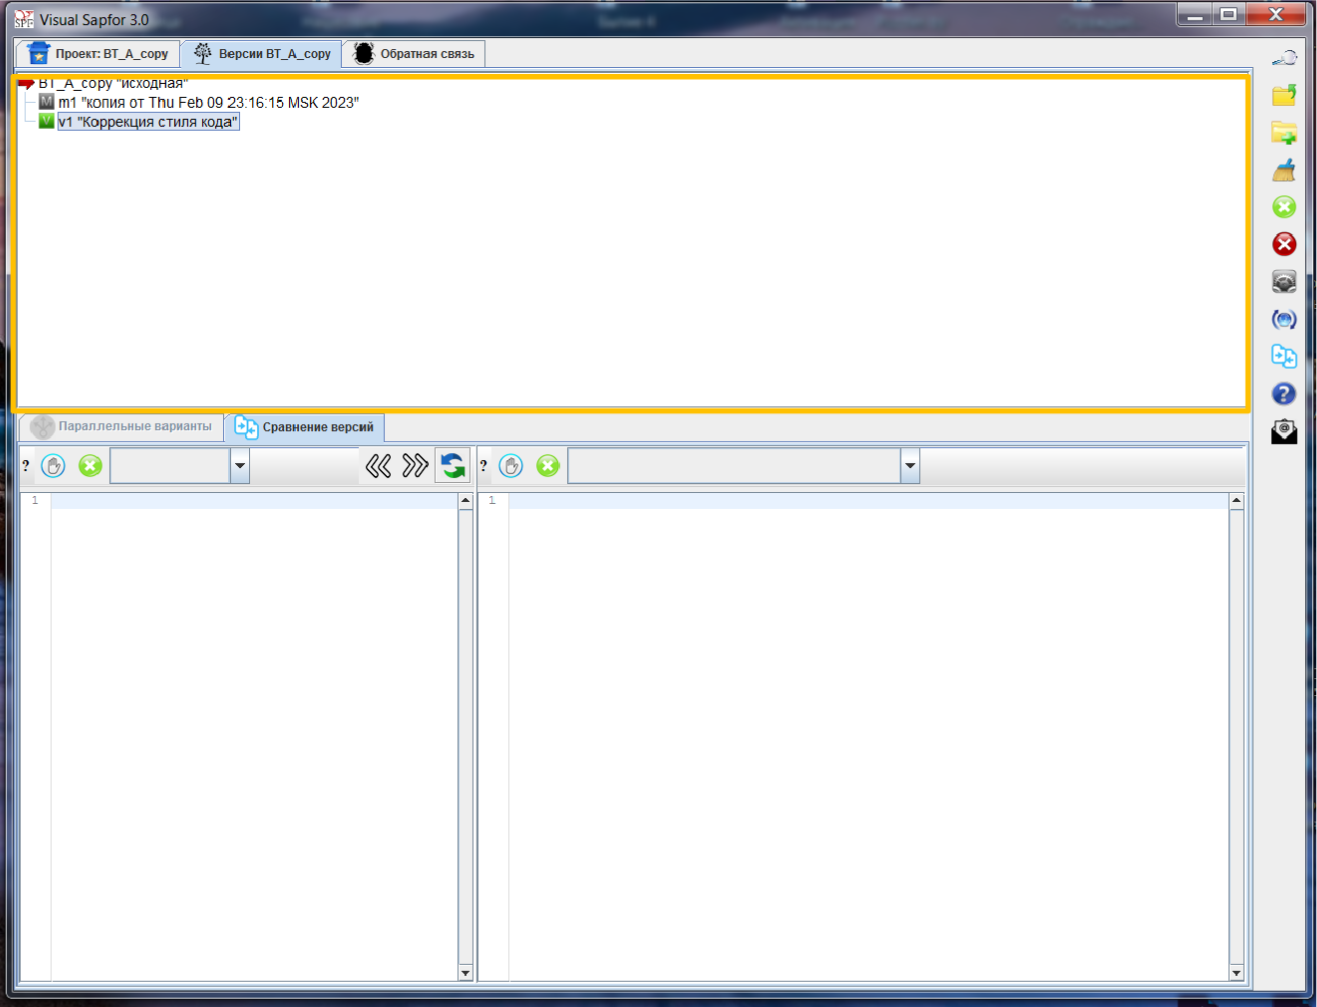 Visual Sapfor 3.0
Проект: BT_A_copy Версии BT_A_copy Обратная связь
BT_A_copy "исходная"
M m1 "копия от Thu Feb 09 23:16:15 MSK 2023"
V v1 "Коррекция стиля кода"
Параллельные варианты Сравнение версий
? ?
1 1